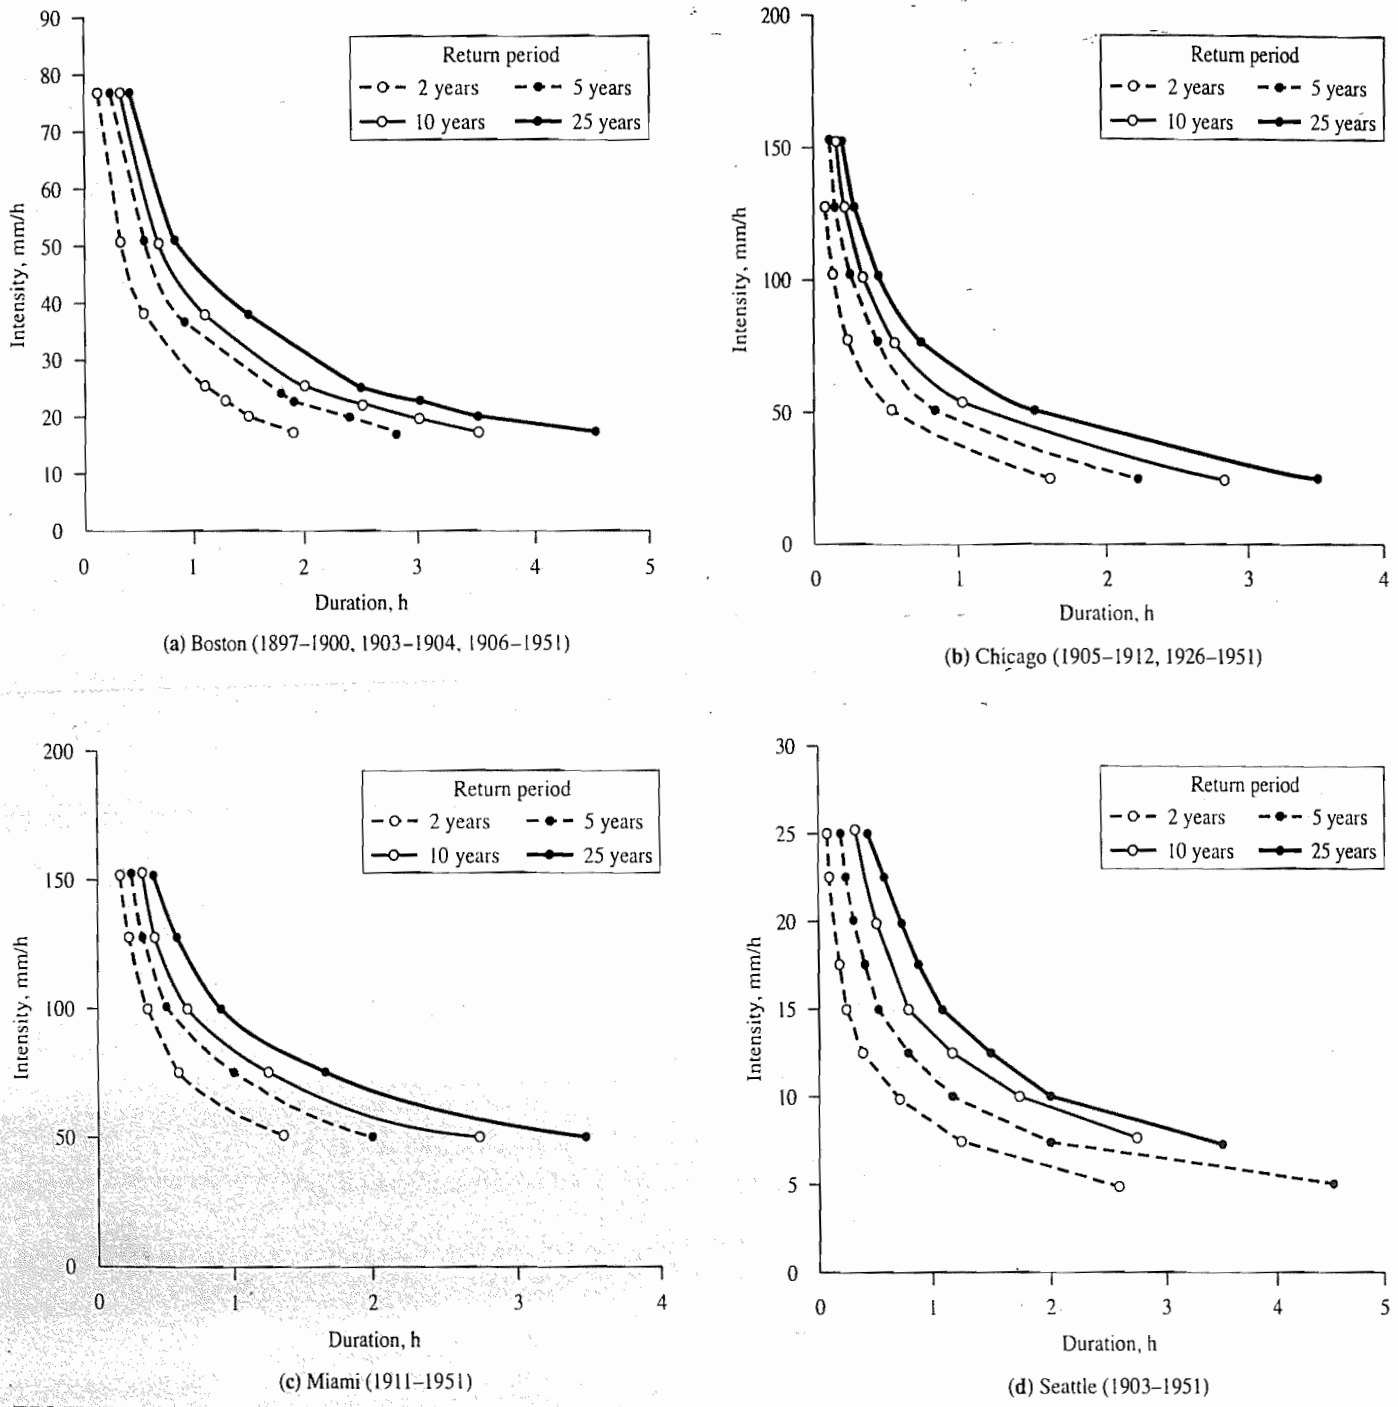 90
80
70
60
50
40
30
20
10
0
Intensity, mm/h
Return period
2 years 5 years
10 years 25 years
0 1 2 3 4 5
Duration, h
(a) Boston (1897–1900, 1903–1904, 1906–1951)
200
150
100
50
0
Intensity, mm/h
Return period
2 years 5 years
10 years 25 years
0 1 2 3 4
Duration, h
(b) Chicago (1905–1912, 1926–1951)
200
150
100
50
0
Intensity, mm/h
Return period
2 years 5 years
10 years 25 years
0 1 2 3 4
Duration, h
(c) Miami (1911–1951)
30
25
20
15
10
5
0
Intensity, mm/h
Return period
2 years 5 years
10 years 25 years
0 1 2 3 4 5
Duration, h
(d) Seattle (1903–1951)